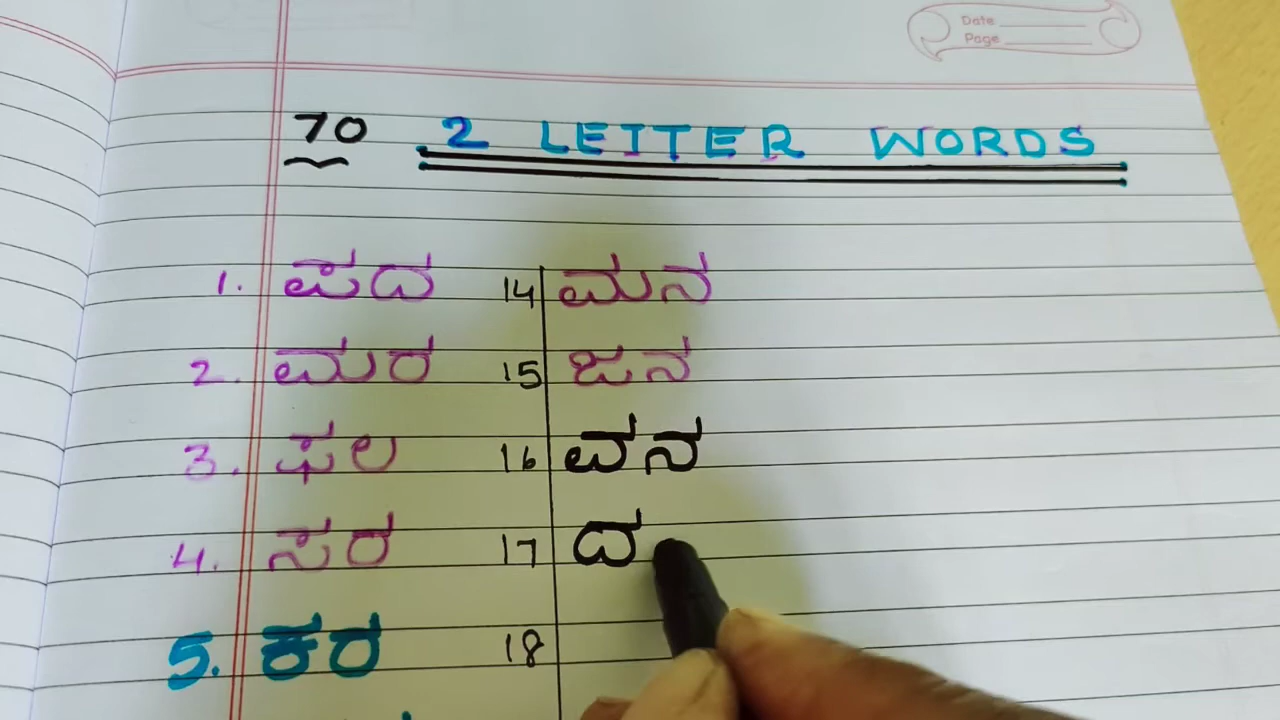 Date
Page
70 2 LETTER WORDS
1. ಪದ 14 ಮನ
2. ಮರ 15 ಜನ
3. ಫಲ 16 ವನ
4. ಸರ 17 ದ
5. ಕರ 18